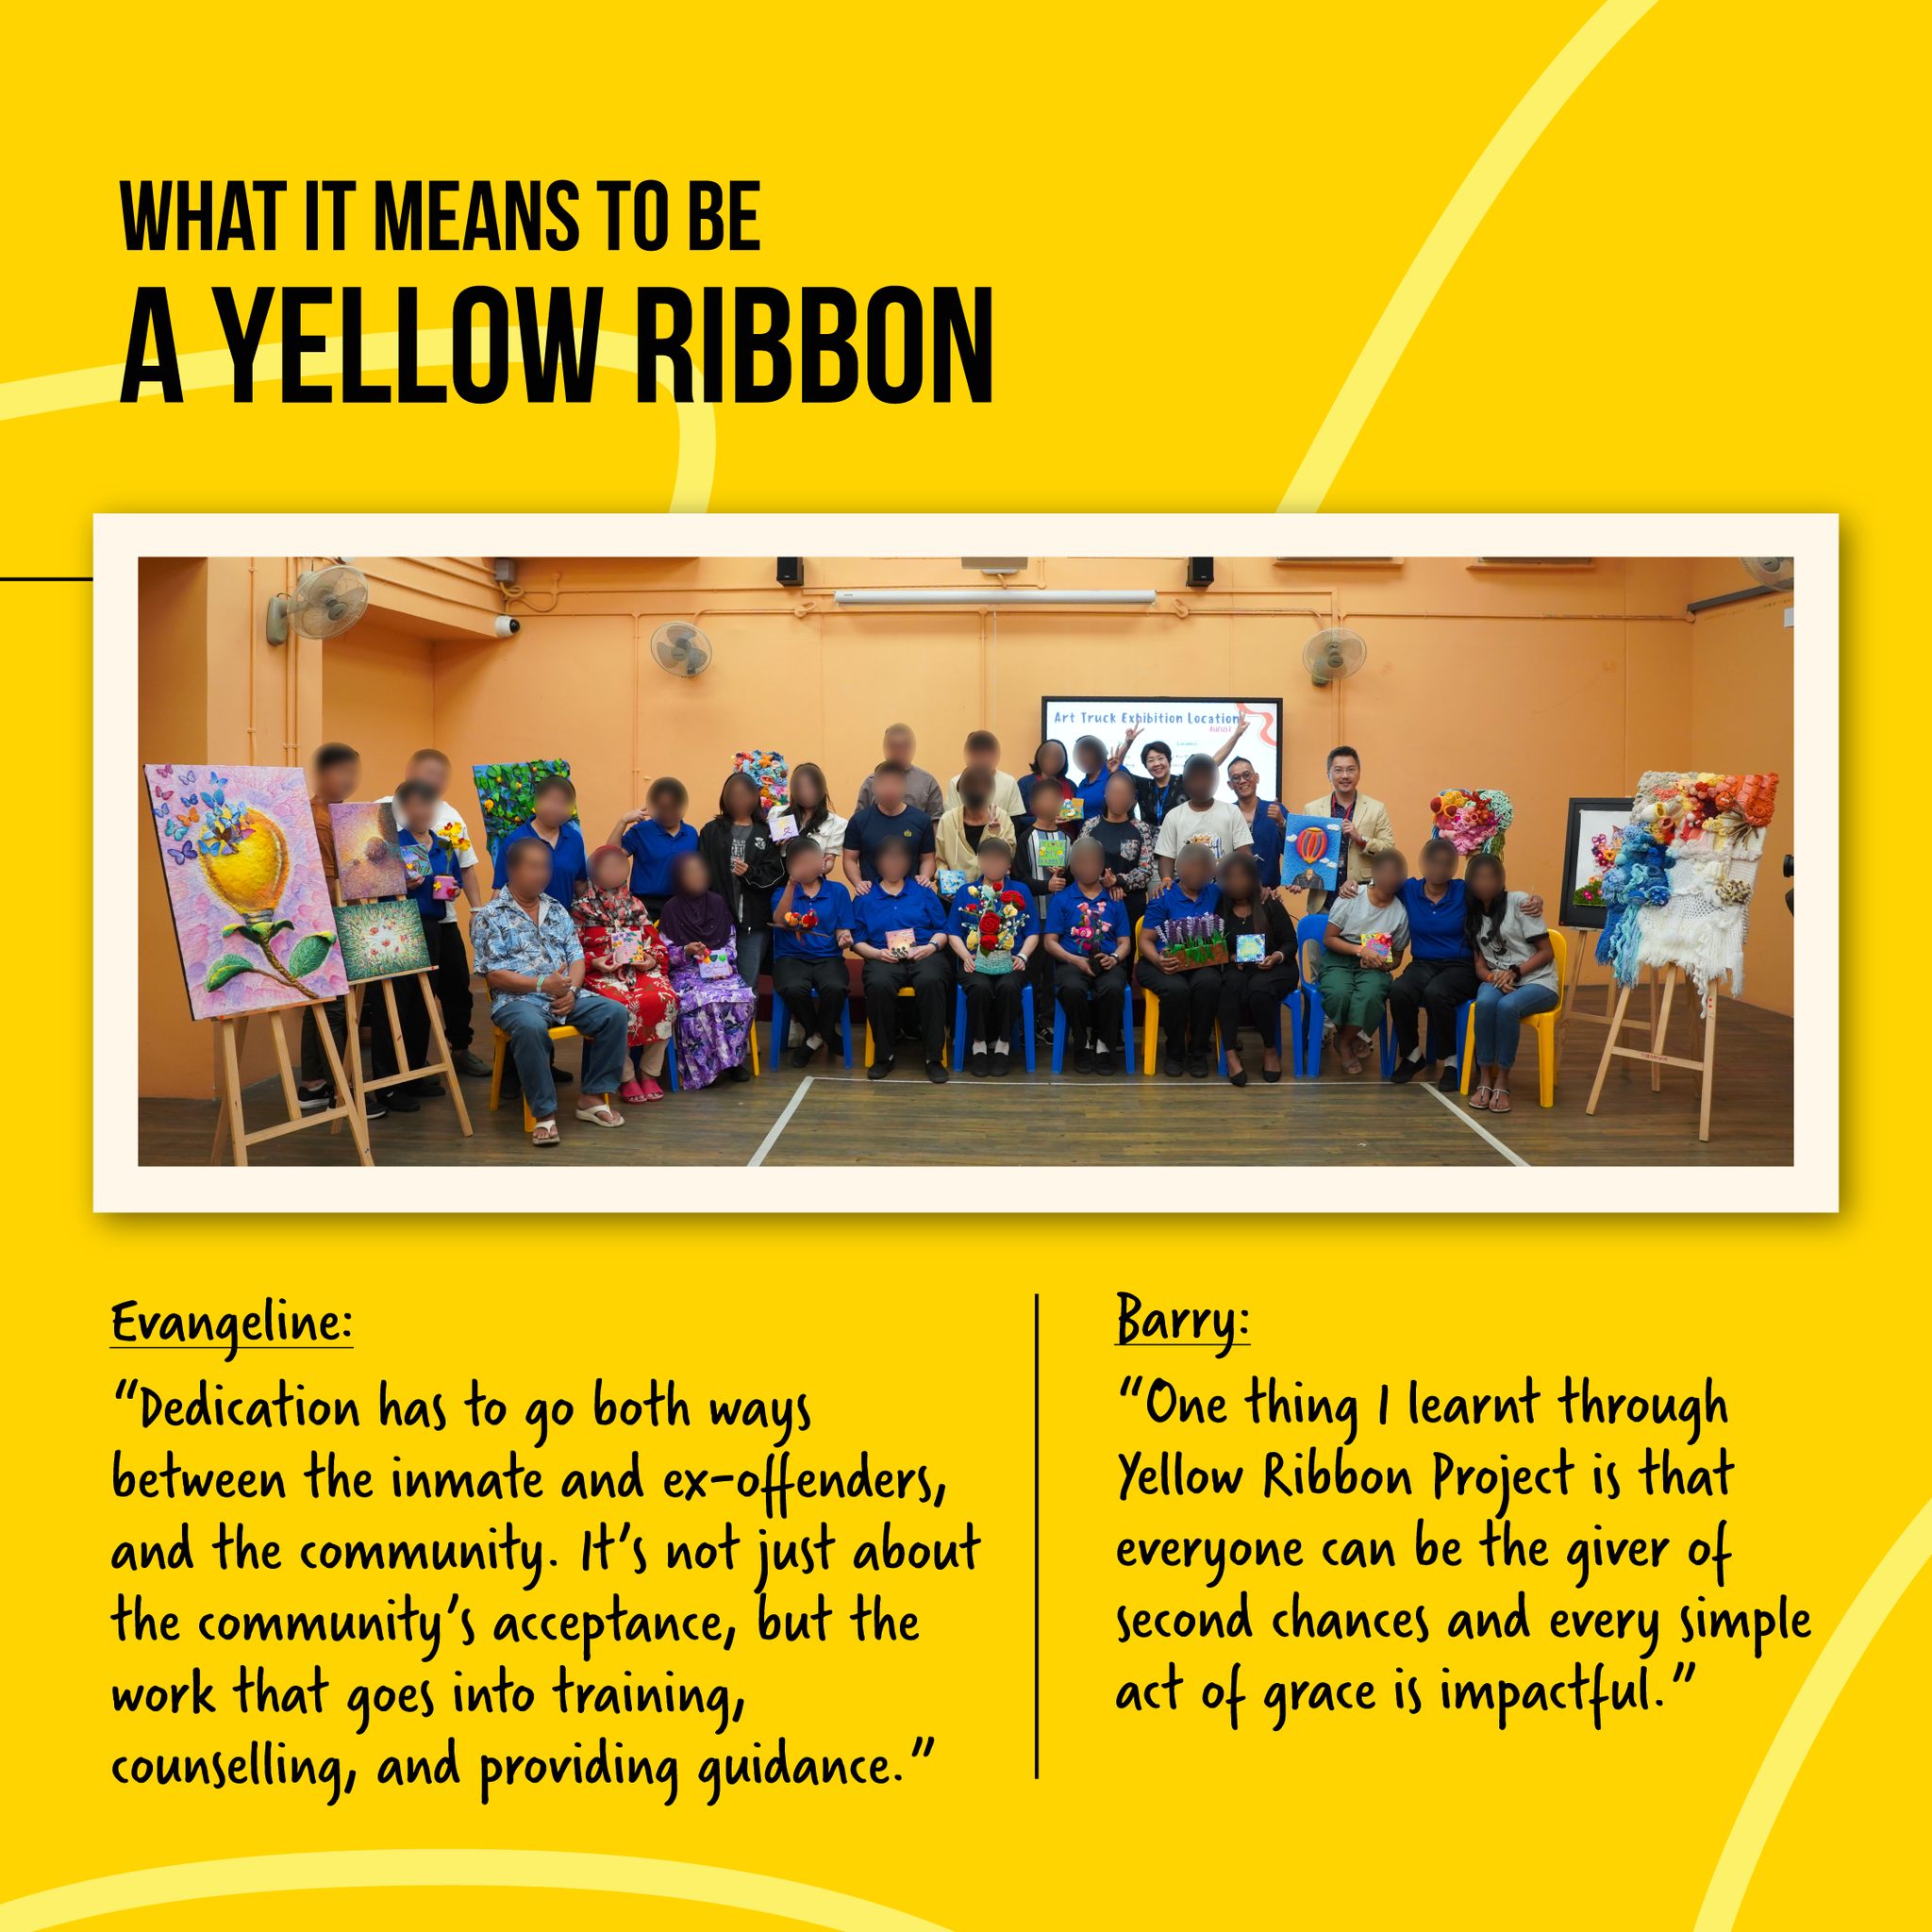 WHAT IT MEANS TO BE
A YELLOW RIBBON
Art Truck Exhibition Location
August
Evangeline:
“Dedication has to go both ways
between the inmate and ex-offenders,
and the community. It’s not just about
the community’s acceptance, but the
work that goes into training,
counselling, and providing guidance.”
Barry:
“One thing I learnt through
Yellow Ribbon Project is that
everyone can be the giver of
second chances and every simple
act of grace is impactful.”